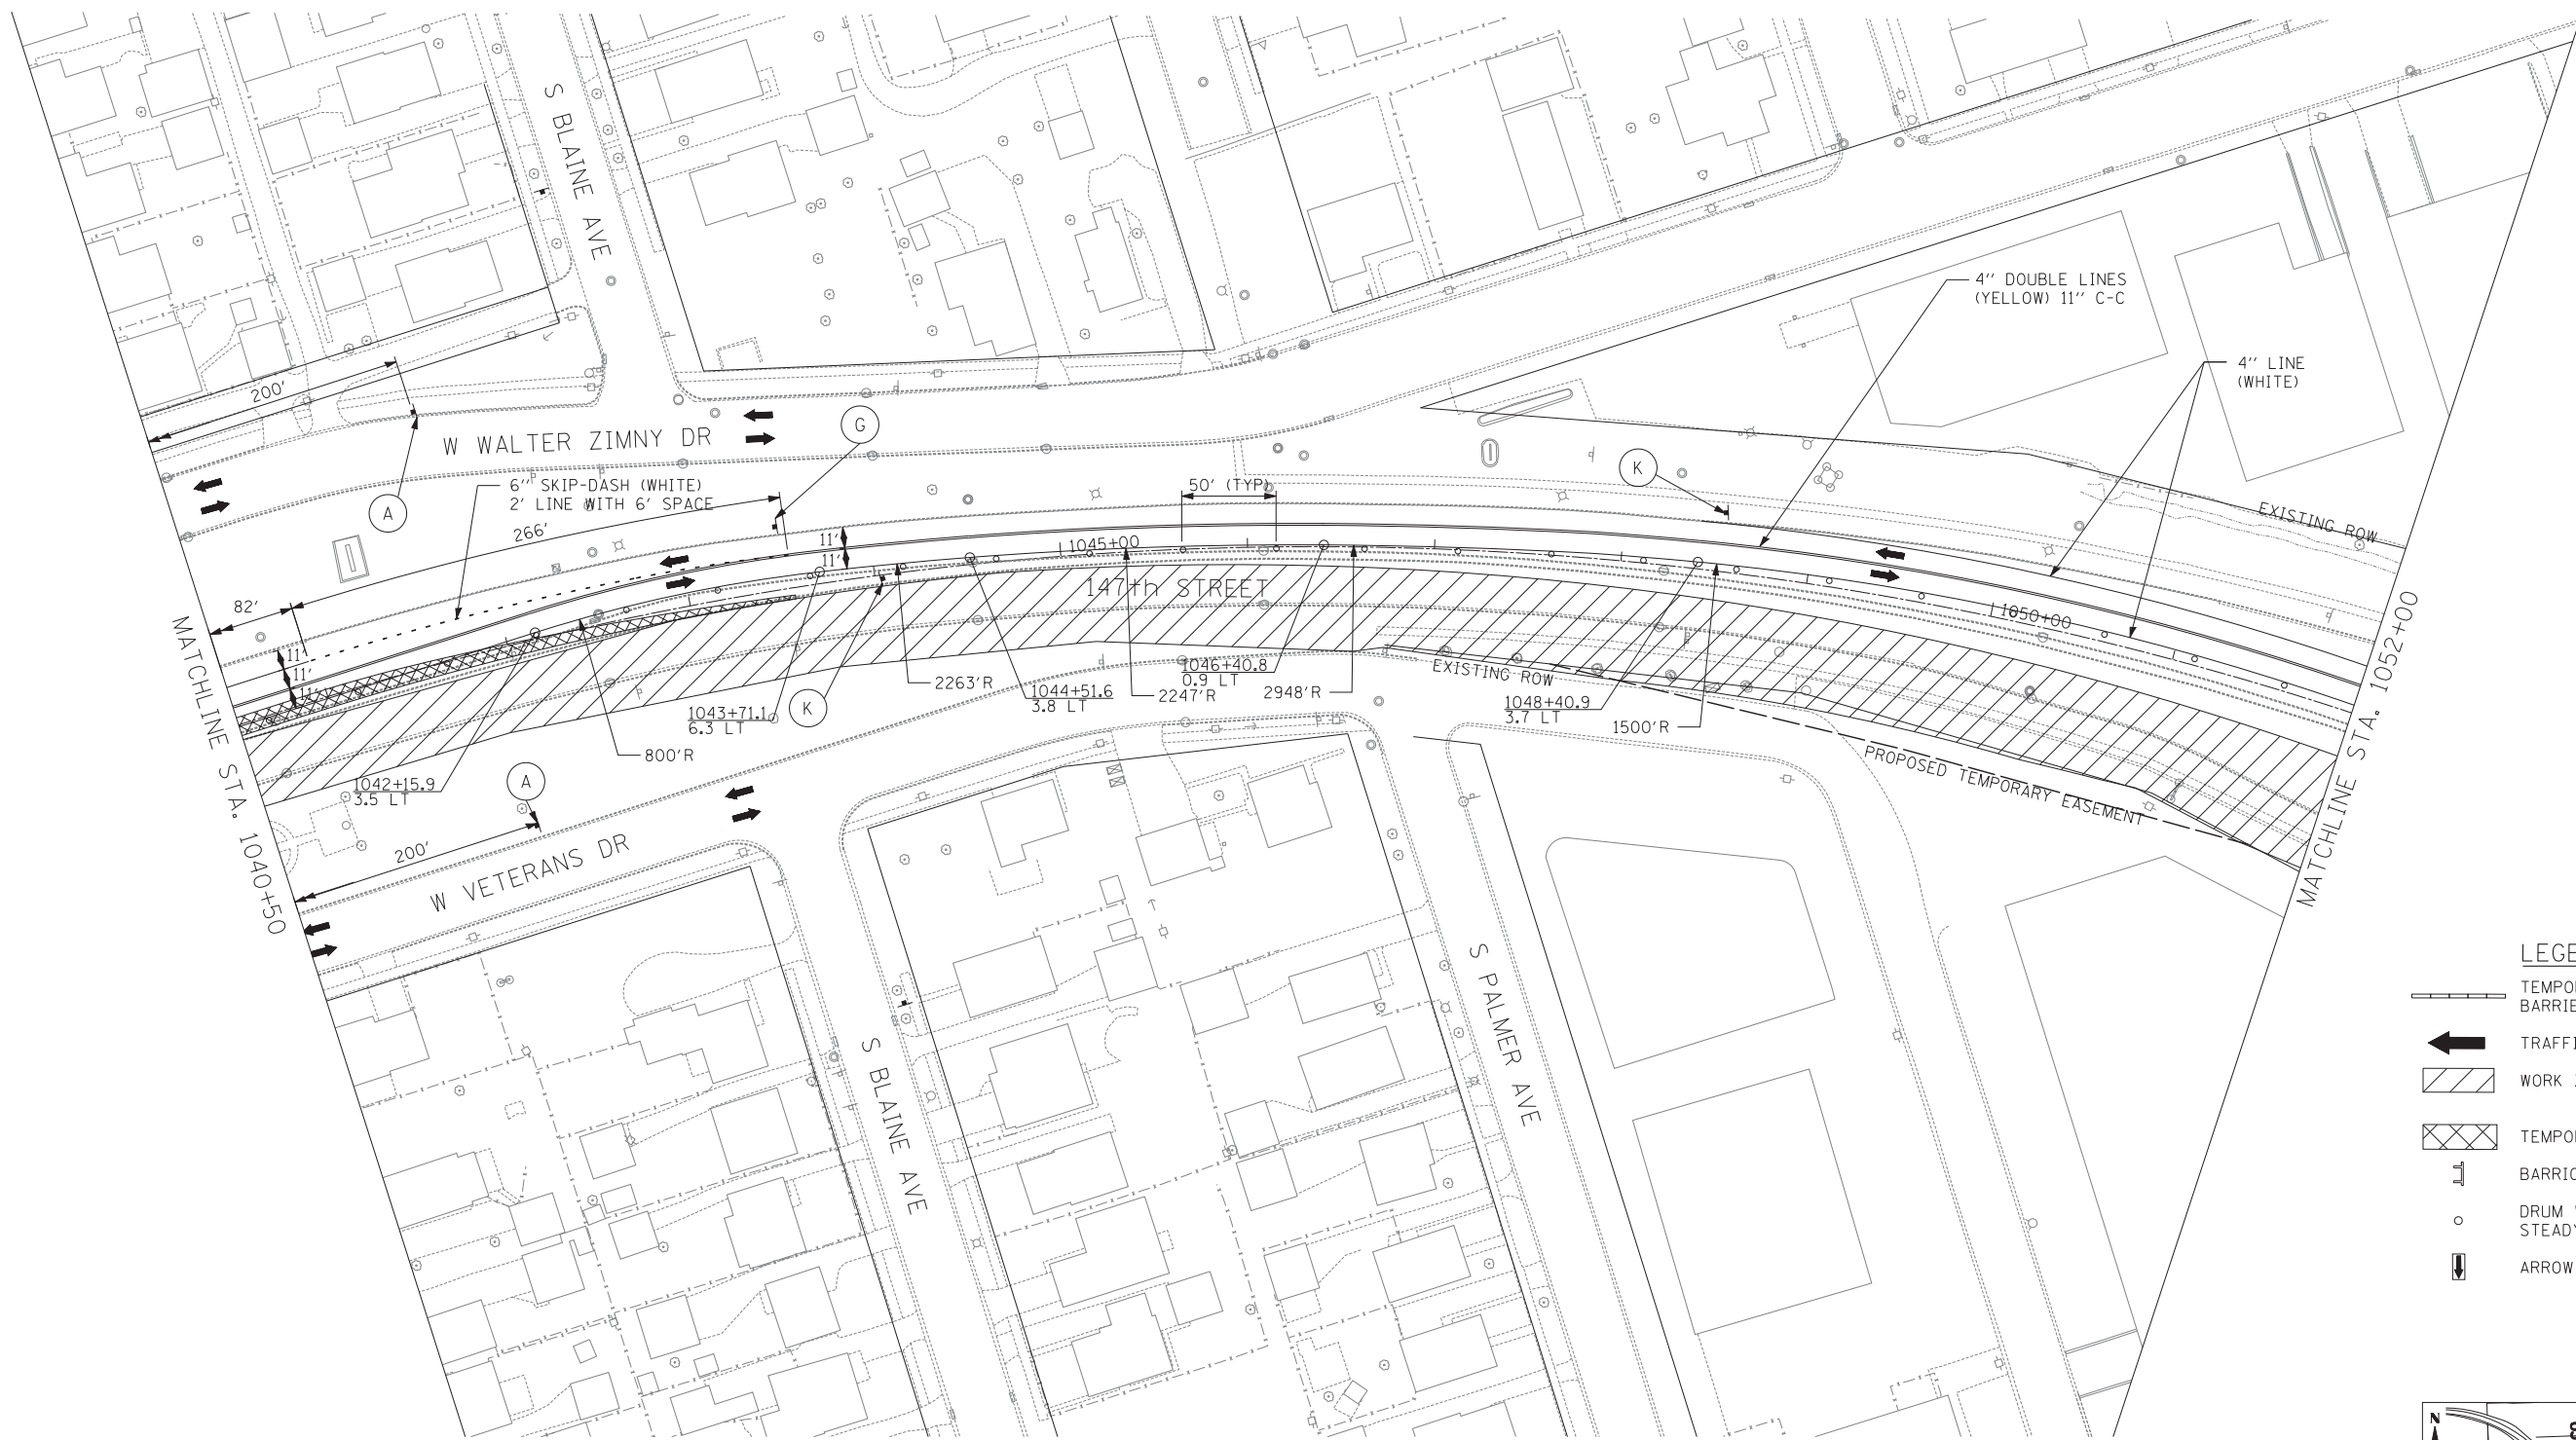 S BLAINE AVE
4'' DOUBLE LINES
(YELLOW) 11'' C-C
4'' LINE
(WHITE)
200'
A
W WALTER ZIMNY DR
G
K
6'' SKIP-DASH (WHITE)
2' LINE WITH 6' SPACE
50' (TYP)
EXISTING ROW
266'
11'
11'
1045+00
147th STREET
82'
1050+00
MATCHLINE STA. 1040+50
MATCHLINE STA. 1052+00
11'
11'
11'
2263'R
1044+51.6
3.8 LT
2247'R
1046+40.8
0.9 LT
2948'R
EXISTING ROW
1043+71.1
6.3 LT
K
1048+40.9
3.7 LT
1500'R
800'R
PROPOSED TEMPORARY EASEMENT
1042+15.9
3.5 LT
A
200'
W VETERANS DR
S BLAINE AVE
S PALMER AVE
LEGE
TEMPO
BARRIE
TRAFFI
WORK
TEMPO
BARRIC
DRUM
STEADY
ARROW
N